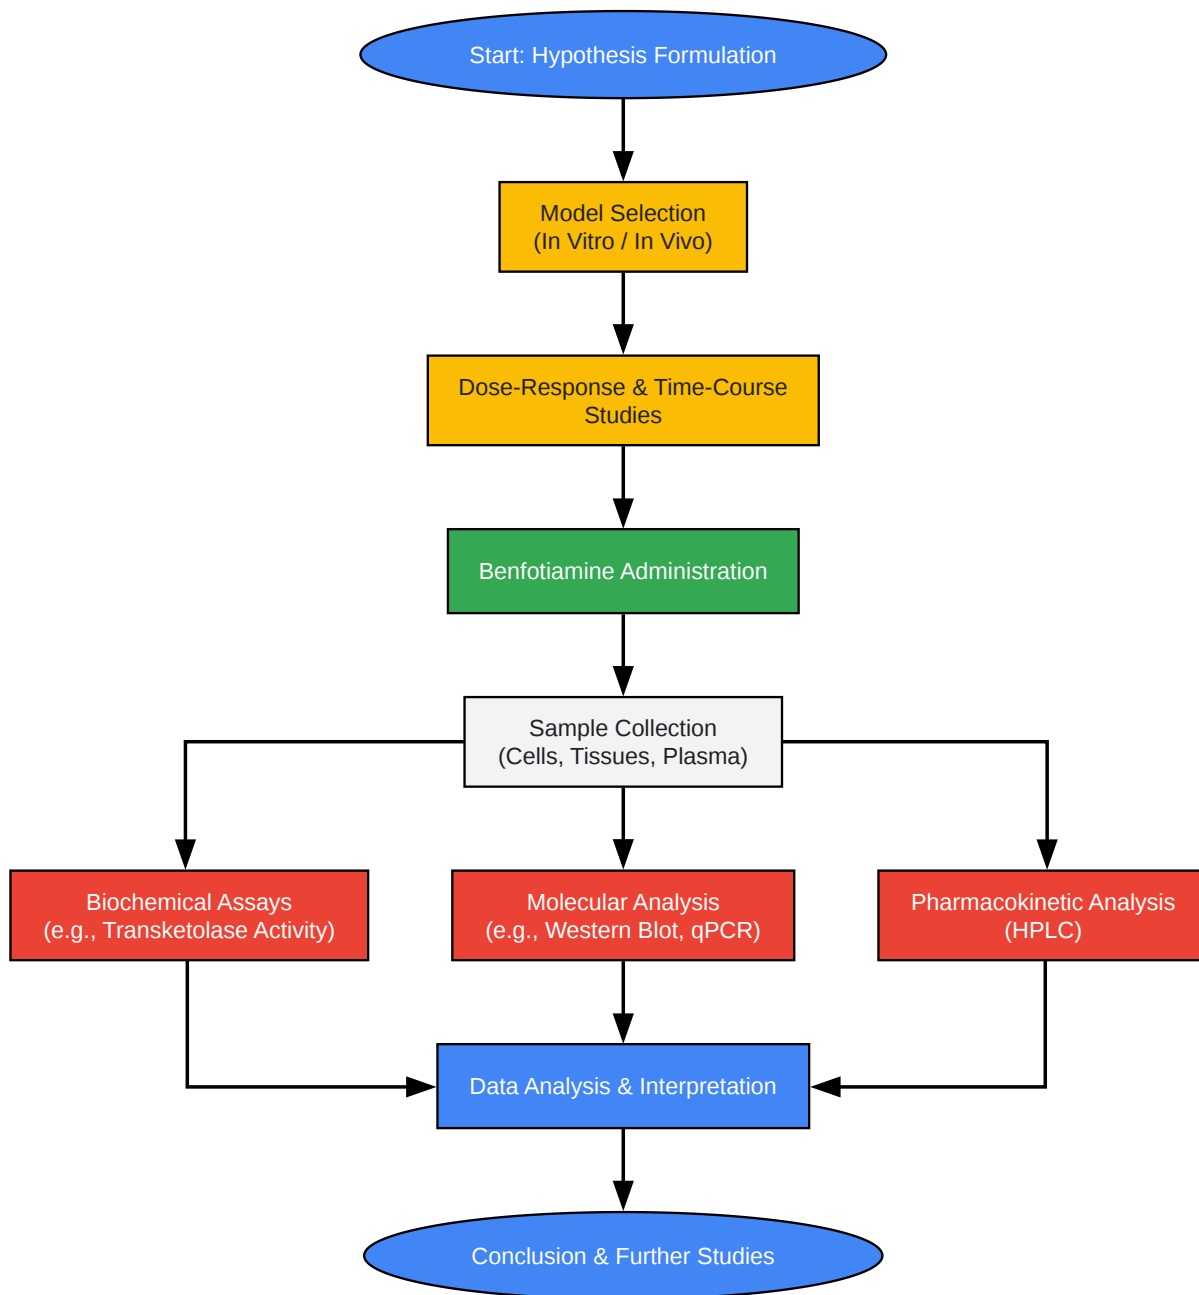 Start: Hypothesis Formulation
Model Selection
(In Vitro / In Vivo)
Dose-Response & Time-Course
Studies
Benfotiamine Administration
Sample Collection
(Cells, Tissues, Plasma)
Biochemical Assays
(e.g., Transketolase Activity)
Molecular Analysis
(e.g., Western Blot, qPCR)
Pharmacokinetic Analysis
(HPLC)
Data Analysis & Interpretation
Conclusion & Further Studies